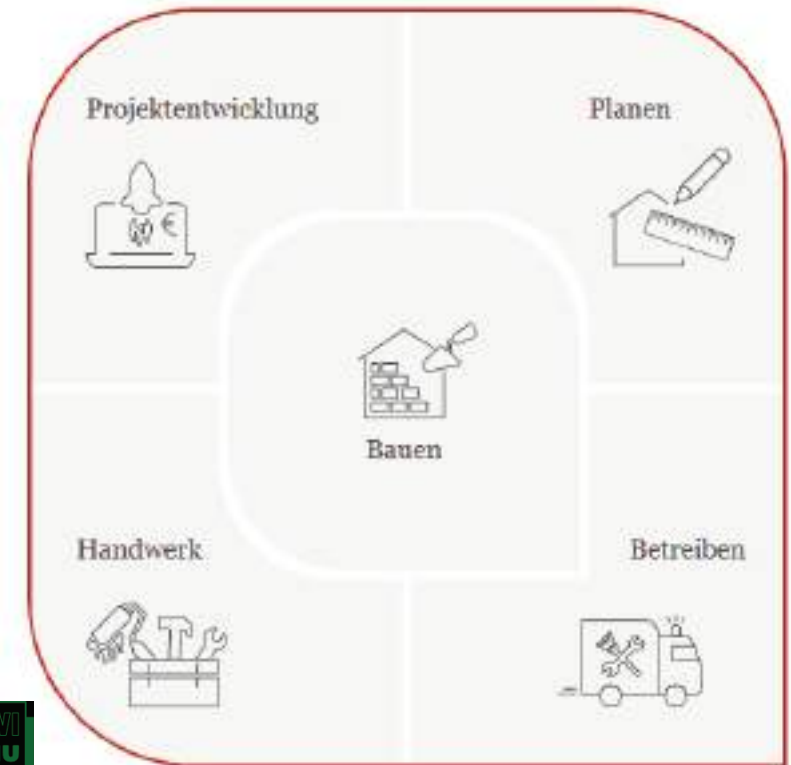 Projektentwicklung
Planen
€
Bauen
Handwerk
Betreiben